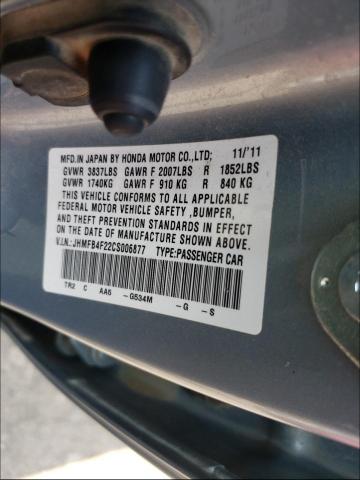 MFD. IN JAPAN BY HONDA MOTOR CO.,LTD; 11/'11
GVWR 3837LBS GAWR F 2007LBS R 1852LBS
GVWR 1740KG GAWR F 910 KG R 840 KG
THIS VEHICLE CONFORMS TO ALL APPLICABLE
FEDERAL MOTOR VEHICLE SAFETY ,BUMPER,
AND THEFT PREVENTION STANDARDS IN EFFECT
ON THE DATE OF MANUFACTURE SHOWN ABOVE.
V.I.N.: JHMFB4F22CS006877 TYPE:PASSENGER CAR
TR2 C AA6 -G534M -G -S